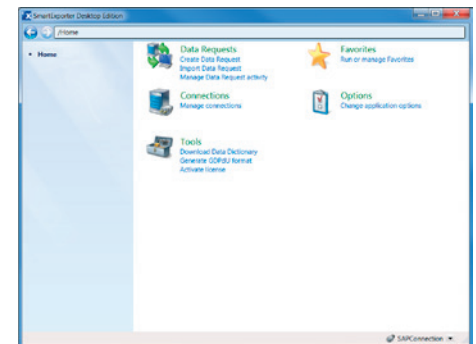 SmartExporter Desktop Edition
/Home
Home
Data Requests
Create Data Request
Import Data Request
Manage Data Request activity
Favorites
Run or manage Favorites
Connections
Manage connections
Options
Change application options
Tools
Download Data Dictionary
Generate GDPdU format
Activate license
SAPConnection